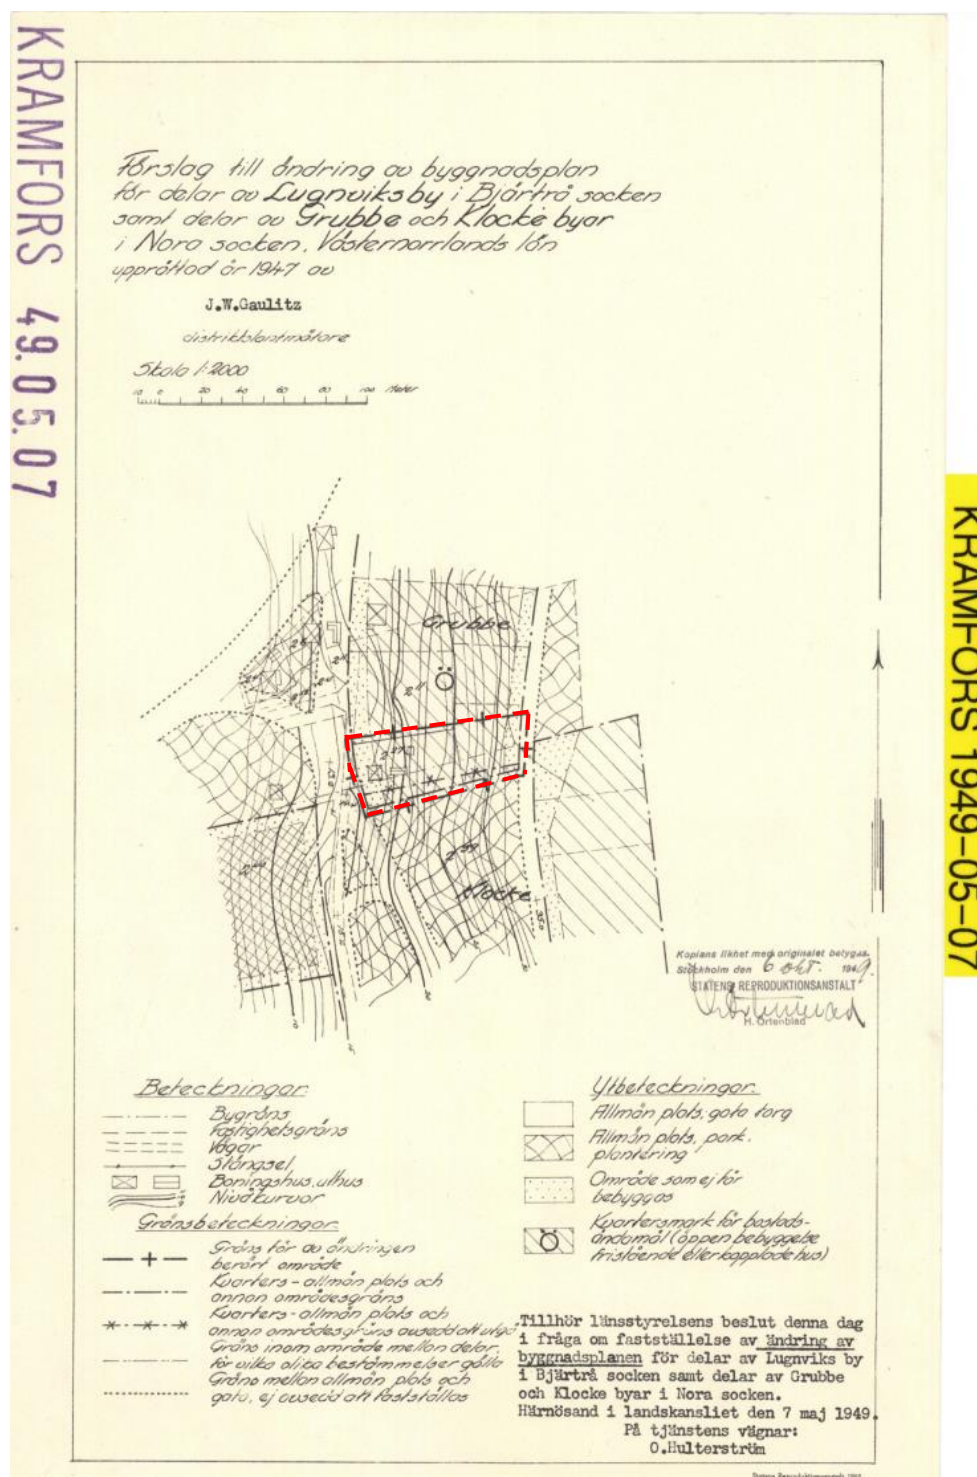 KRAMFORS 49.05.07
Förslag till ändring av byggnadsplan
för delar av Lugnviks by i Bjärtrå socken
samt delar av Grubbe och Klocke byar
i Nora socken, Västernorrlands län
upprättad år 1947 av
J.W.Gaulitz
distriktslantmätare
Skala 1:2000
10 0 20 40 60 80 100 Meter
Grubbe
Klocke
KRAMFORS 1949-05-07
Kopians likhet med originalet betygas.
Stockholm den 6 okt. 1949.
STATENS REPRODUKTIONSANSTALT
H. Örtenblad
Beteckningar
Bygräns
Fastighetsgräns
Vägar
Stängsel
Boningshus, uthus
Nivåkurvor
Gränsbeteckningar
Gräns för av ändringen
berört område
Kvarters- allmän plats och
annan områdesgräns
Kvarters- allmän plats och
annan områdesgräns avsedd att utgå
Gräns inom område mellan delar,
för vilka olika bestämmelser gälla
Gräns mellan allmän plats och
gata, ej avsedd att fastställas
Ytbeteckningar
Allmän plats, gata torg
Allmän plats, park,
plantering
Område som ej får
bebyggas
Kvartersmark för bostads-
ändamål (öppen bebyggelse
fristående eller kopplade hus)
Tillhör länsstyrelsens beslut denna dag
i fråga om fastställelse av ändring av
byggnadsplanen för delar av Lugnviks by
i Bjärtrå socken samt delar av Grubbe
och Klocke byar i Nora socken.
Härnösand i landskansliet den 7 maj 1949.
På tjänstens vägnar:
O.Hulterström